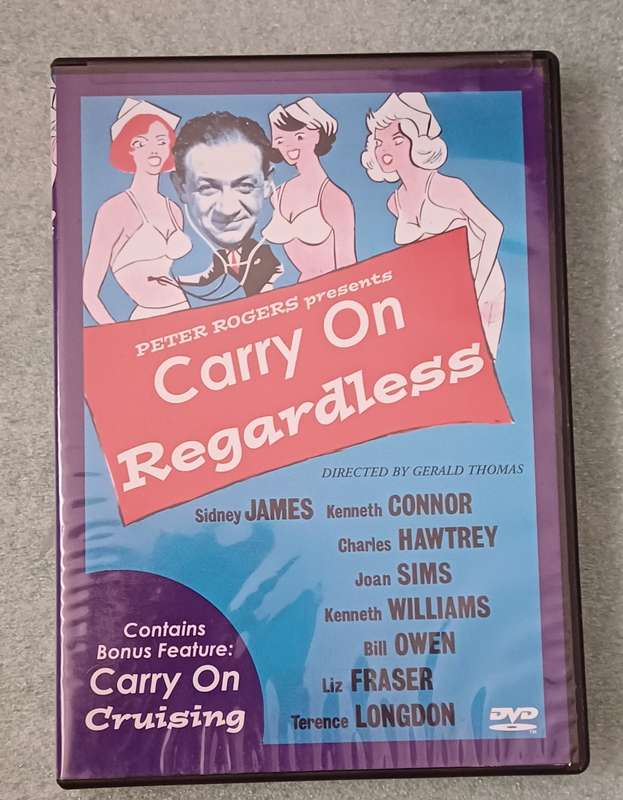 PETER ROGERS presents
Carry On
Regardless
DIRECTED BY GERALD THOMAS
Sidney JAMES Kenneth CONNOR
Charles HAWTREY
Joan SIMS
Kenneth WILLIAMS
Bill OWEN
Liz FRASER
Terence LONGDON
Contains
Bonus Feature:
Carry On
Cruising
DVD
TM